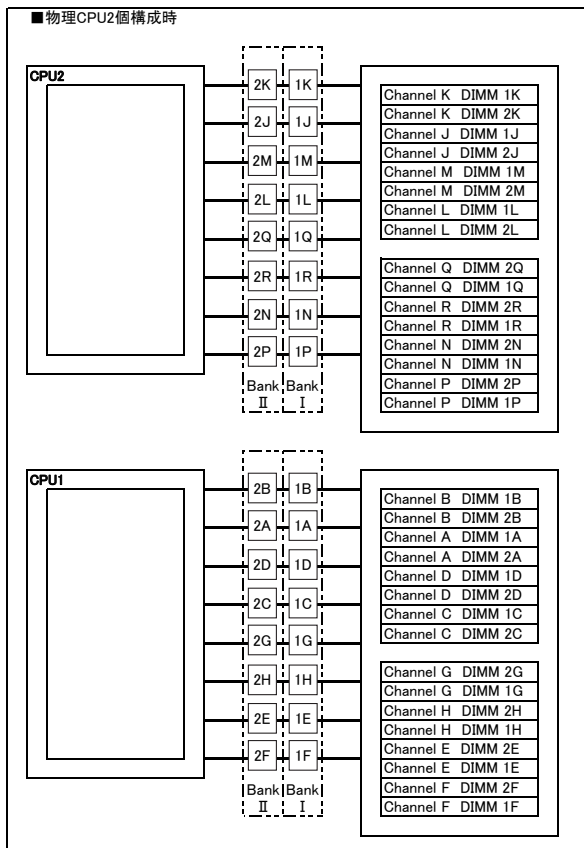 ■物理CPU2個構成時
CPU2
2K 1K
2J 1J
2M 1M
2L 1L
2Q 1Q
2R 1R
2N 1N
2P 1P
Bank Bank
Ⅱ Ⅰ
Channel K DIMM 1K
Channel K DIMM 2K
Channel J DIMM 1J
Channel J DIMM 2J
Channel M DIMM 1M
Channel M DIMM 2M
Channel L DIMM 1L
Channel L DIMM 2L
Channel Q DIMM 2Q
Channel Q DIMM 1Q
Channel R DIMM 2R
Channel R DIMM 1R
Channel N DIMM 2N
Channel N DIMM 1N
Channel P DIMM 2P
Channel P DIMM 1P
CPU1
2B 1B
2A 1A
2D 1D
2C 1C
2G 1G
2H 1H
2E 1E
2F 1F
Bank Bank
Ⅱ Ⅰ
Channel B DIMM 1B
Channel B DIMM 2B
Channel A DIMM 1A
Channel A DIMM 2A
Channel D DIMM 1D
Channel D DIMM 2D
Channel C DIMM 1C
Channel C DIMM 2C
Channel G DIMM 2G
Channel G DIMM 1G
Channel H DIMM 2H
Channel H DIMM 1H
Channel E DIMM 2E
Channel E DIMM 1E
Channel F DIMM 2F
Channel F DIMM 1F